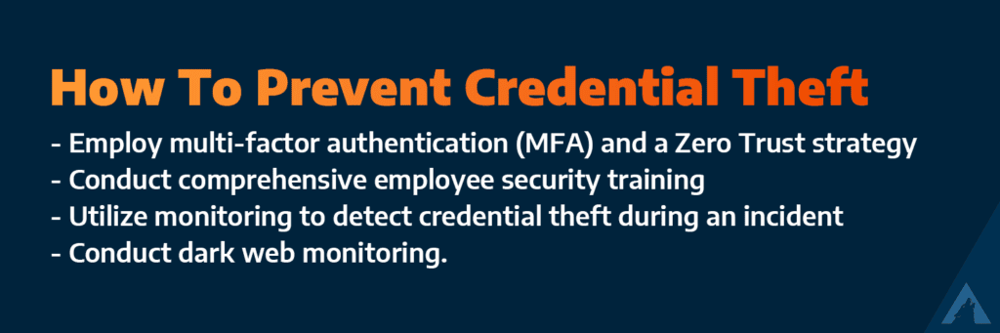 How To Prevent Credential Theft
- Employ multi-factor authentication (MFA) and a Zero Trust strategy
- Conduct comprehensive employee security training
- Utilize monitoring to detect credential theft during an incident
- Conduct dark web monitoring.